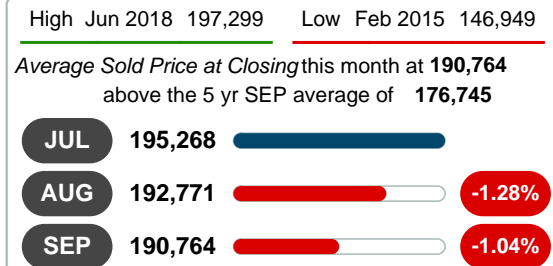 High Jun 2018 197,299 Low Feb 2015 146,949
Average Sold Price at Closing this month at 190,764
above the 5 yr SEP average of 176,745
JUL 195,268
AUG 192,771 -1.28%
SEP 190,764 -1.04%